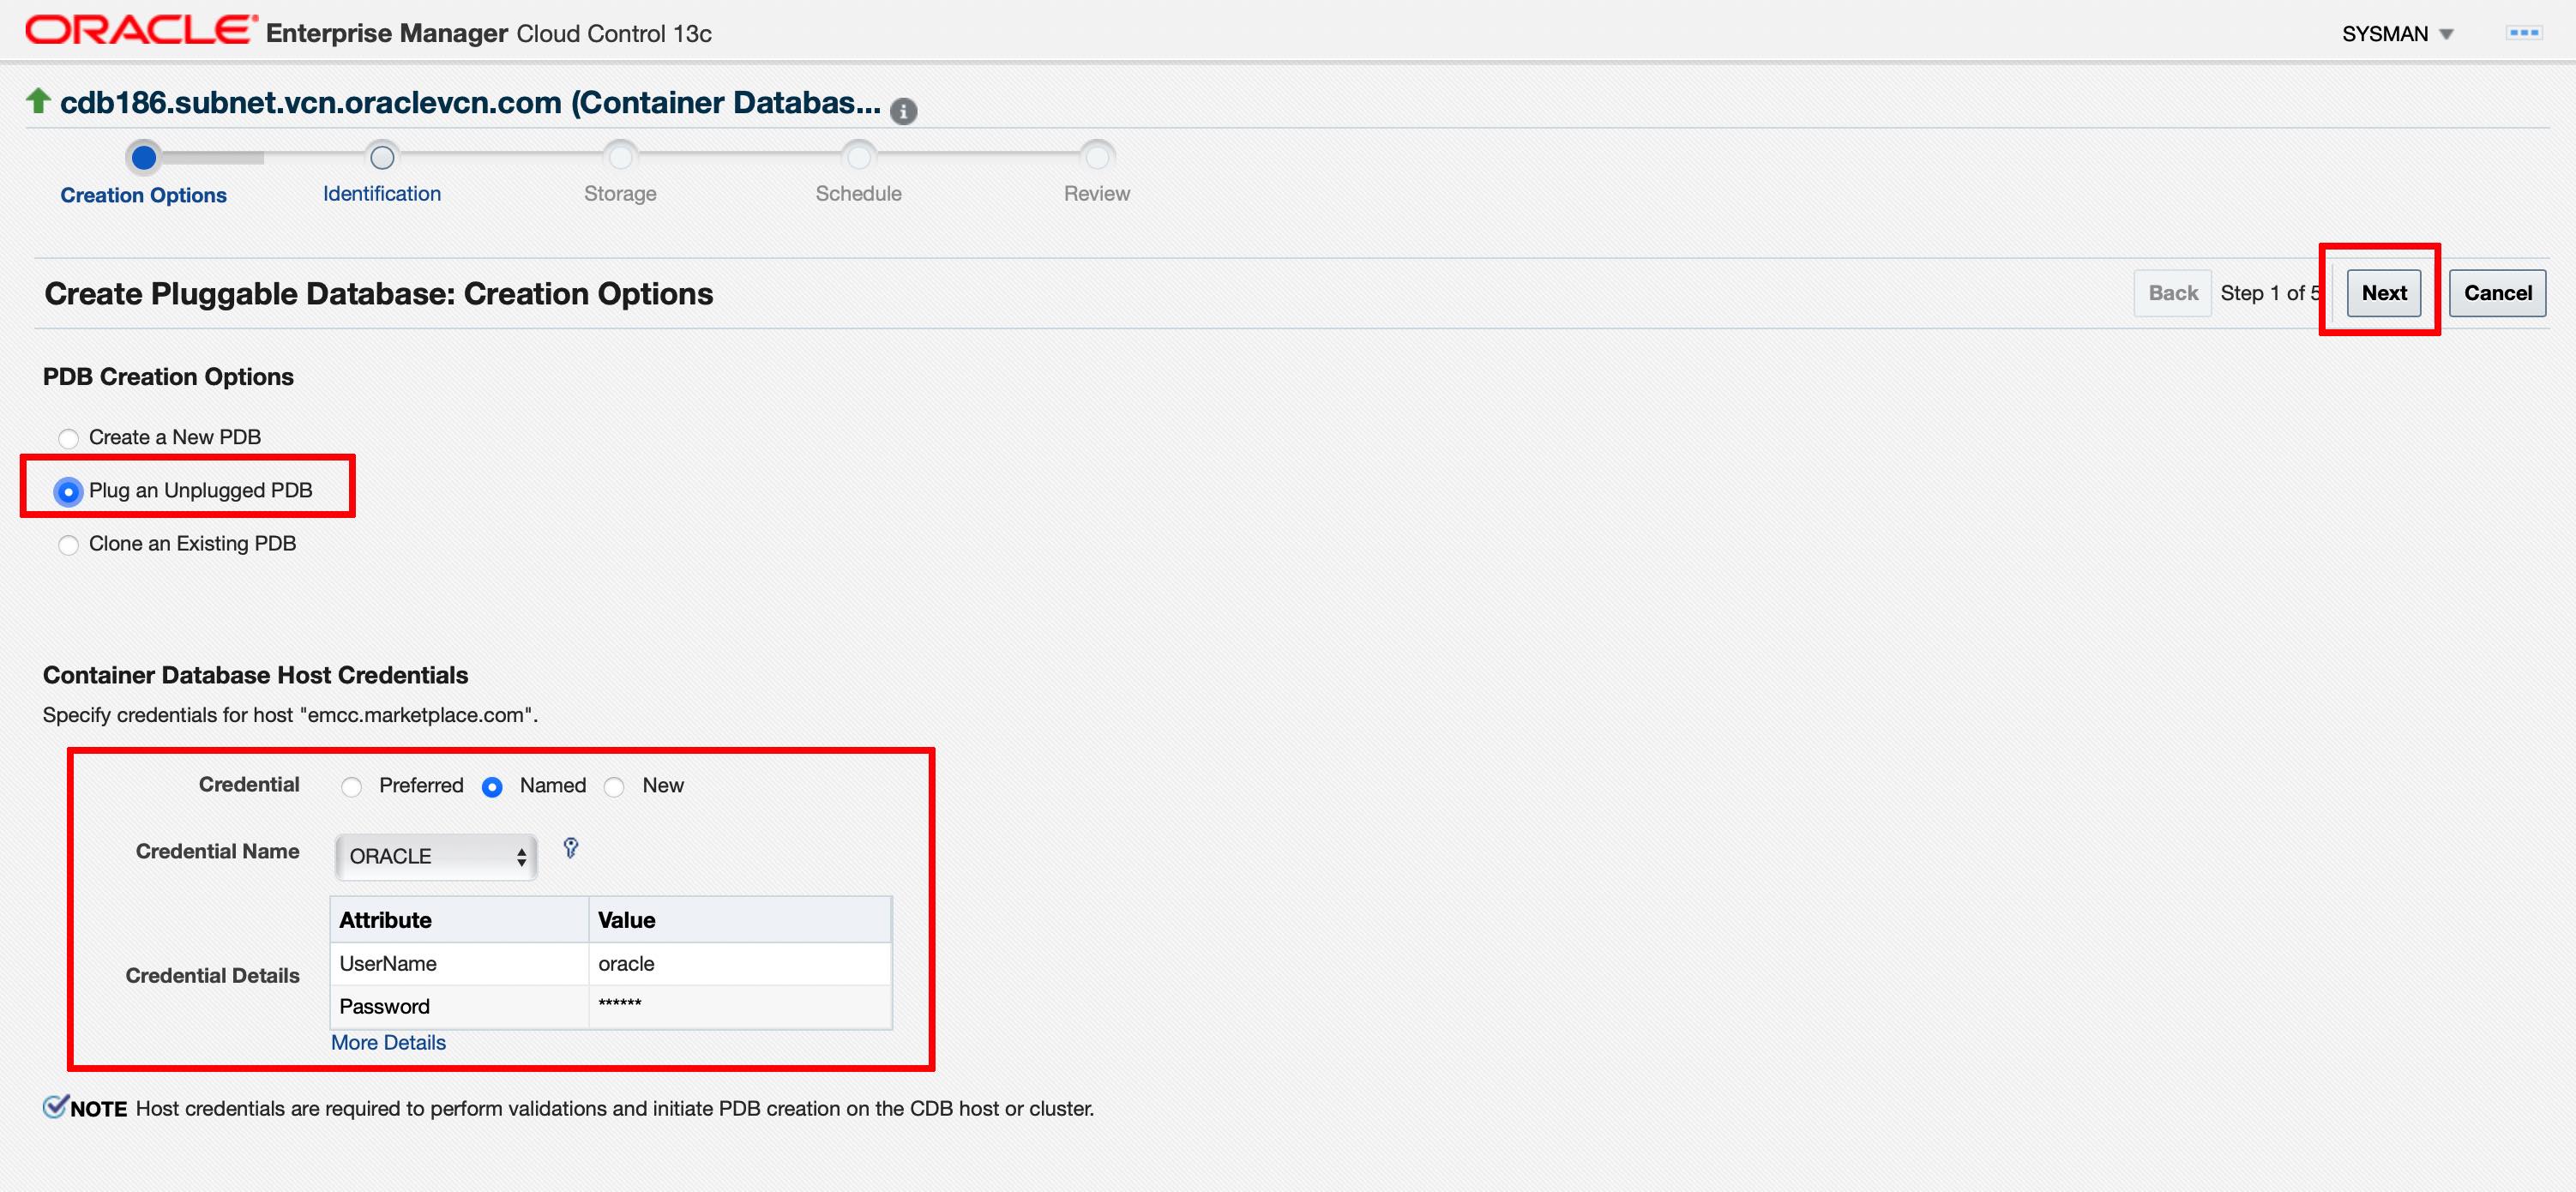 ORACLE Enterprise Manager Cloud Control 13c
SYSMAN
cdb186.subnet.vcn.oraclevcn.com (Container Databas...
Creation Options
Identification
Storage
Schedule
Review
Create Pluggable Database: Creation Options
Back Step 1 of 5 Next Cancel
PDB Creation Options
Create a New PDB
Plug an Unplugged PDB
Clone an Existing PDB
Container Database Host Credentials
Specify credentials for host "emcc.marketplace.com".
Credential Preferred Named New
Credential Name ORACLE
Attribute Value
UserName oracle
Credential Details
Password ******
More Details
NOTE Host credentials are required to perform validations and initiate PDB creation on the CDB host or cluster.